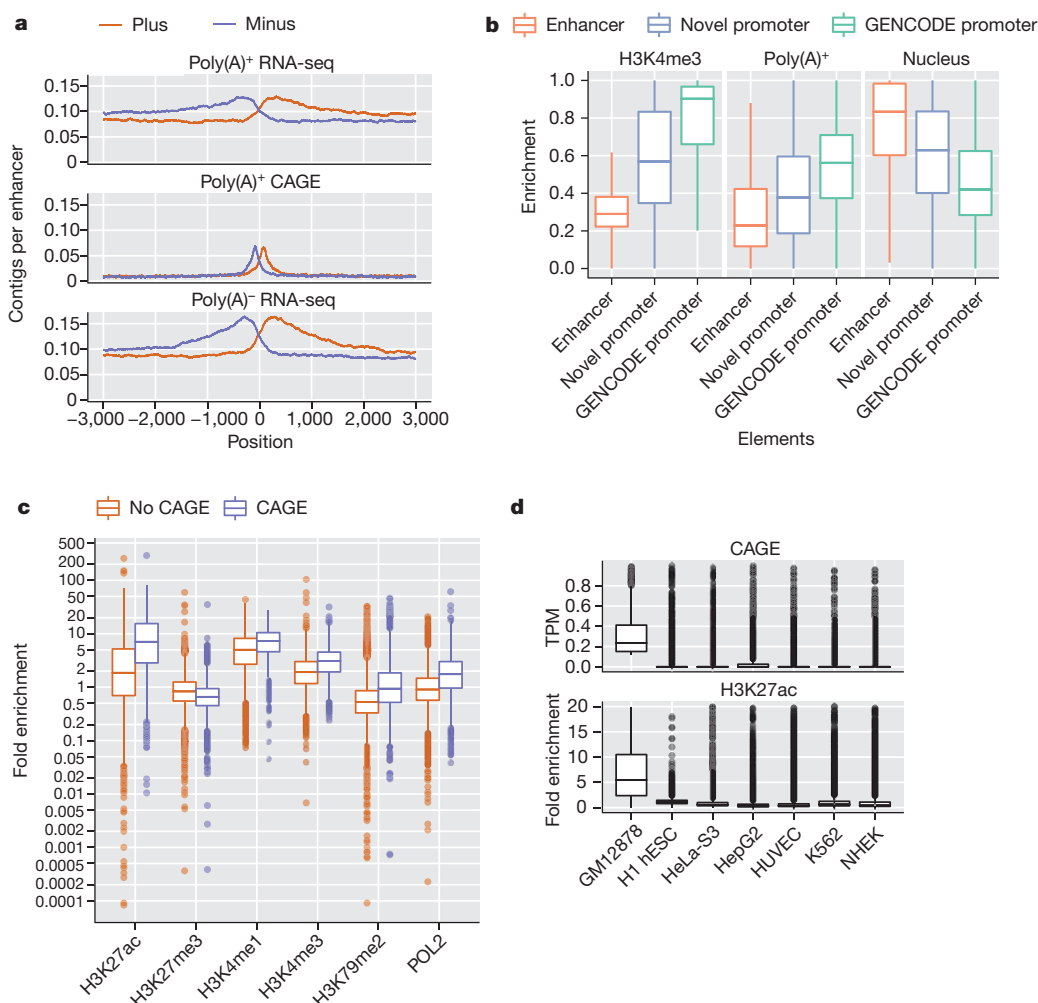 a
Plus
Minus
Poly(A)+ RNA-seq
0.15
0.10
0.05
0
Poly(A)+ CAGE
0.15
0.10
0.05
0
Poly(A)− RNA-seq
0.15
0.10
0.05
0
Contigs per enhancer
−3,000
−2,000
−1,000
0
1,000
2,000
3,000
Position
b
Enhancer
Novel promoter
GENCODE promoter
H3K4me3
Poly(A)+
Nucleus
Enrichment
1.0
0.8
0.6
0.4
0.2
0.0
Enhancer
Novel promoter
GENCODE promoter
Enhancer
Novel promoter
GENCODE promoter
Enhancer
Novel promoter
GENCODE promoter
Elements
c
No CAGE
CAGE
Fold enrichment
500
200
100
50
20
10
5
2
1
0.5
0.2
0.1
0.05
0.02
0.01
0.005
0.002
0.001
0.0005
0.0002
0.0001
H3K27ac
H3K27me3
H3K4me1
H3K4me3
H3K79me2
POL2
d
CAGE
TPM
0.8
0.6
0.4
0.2
0.0
H3K27ac
Fold enrichment
20
15
10
5
0
GM12878
H1 hESC
HeLa-S3
HepG2
HUVEC
K562
NHEK